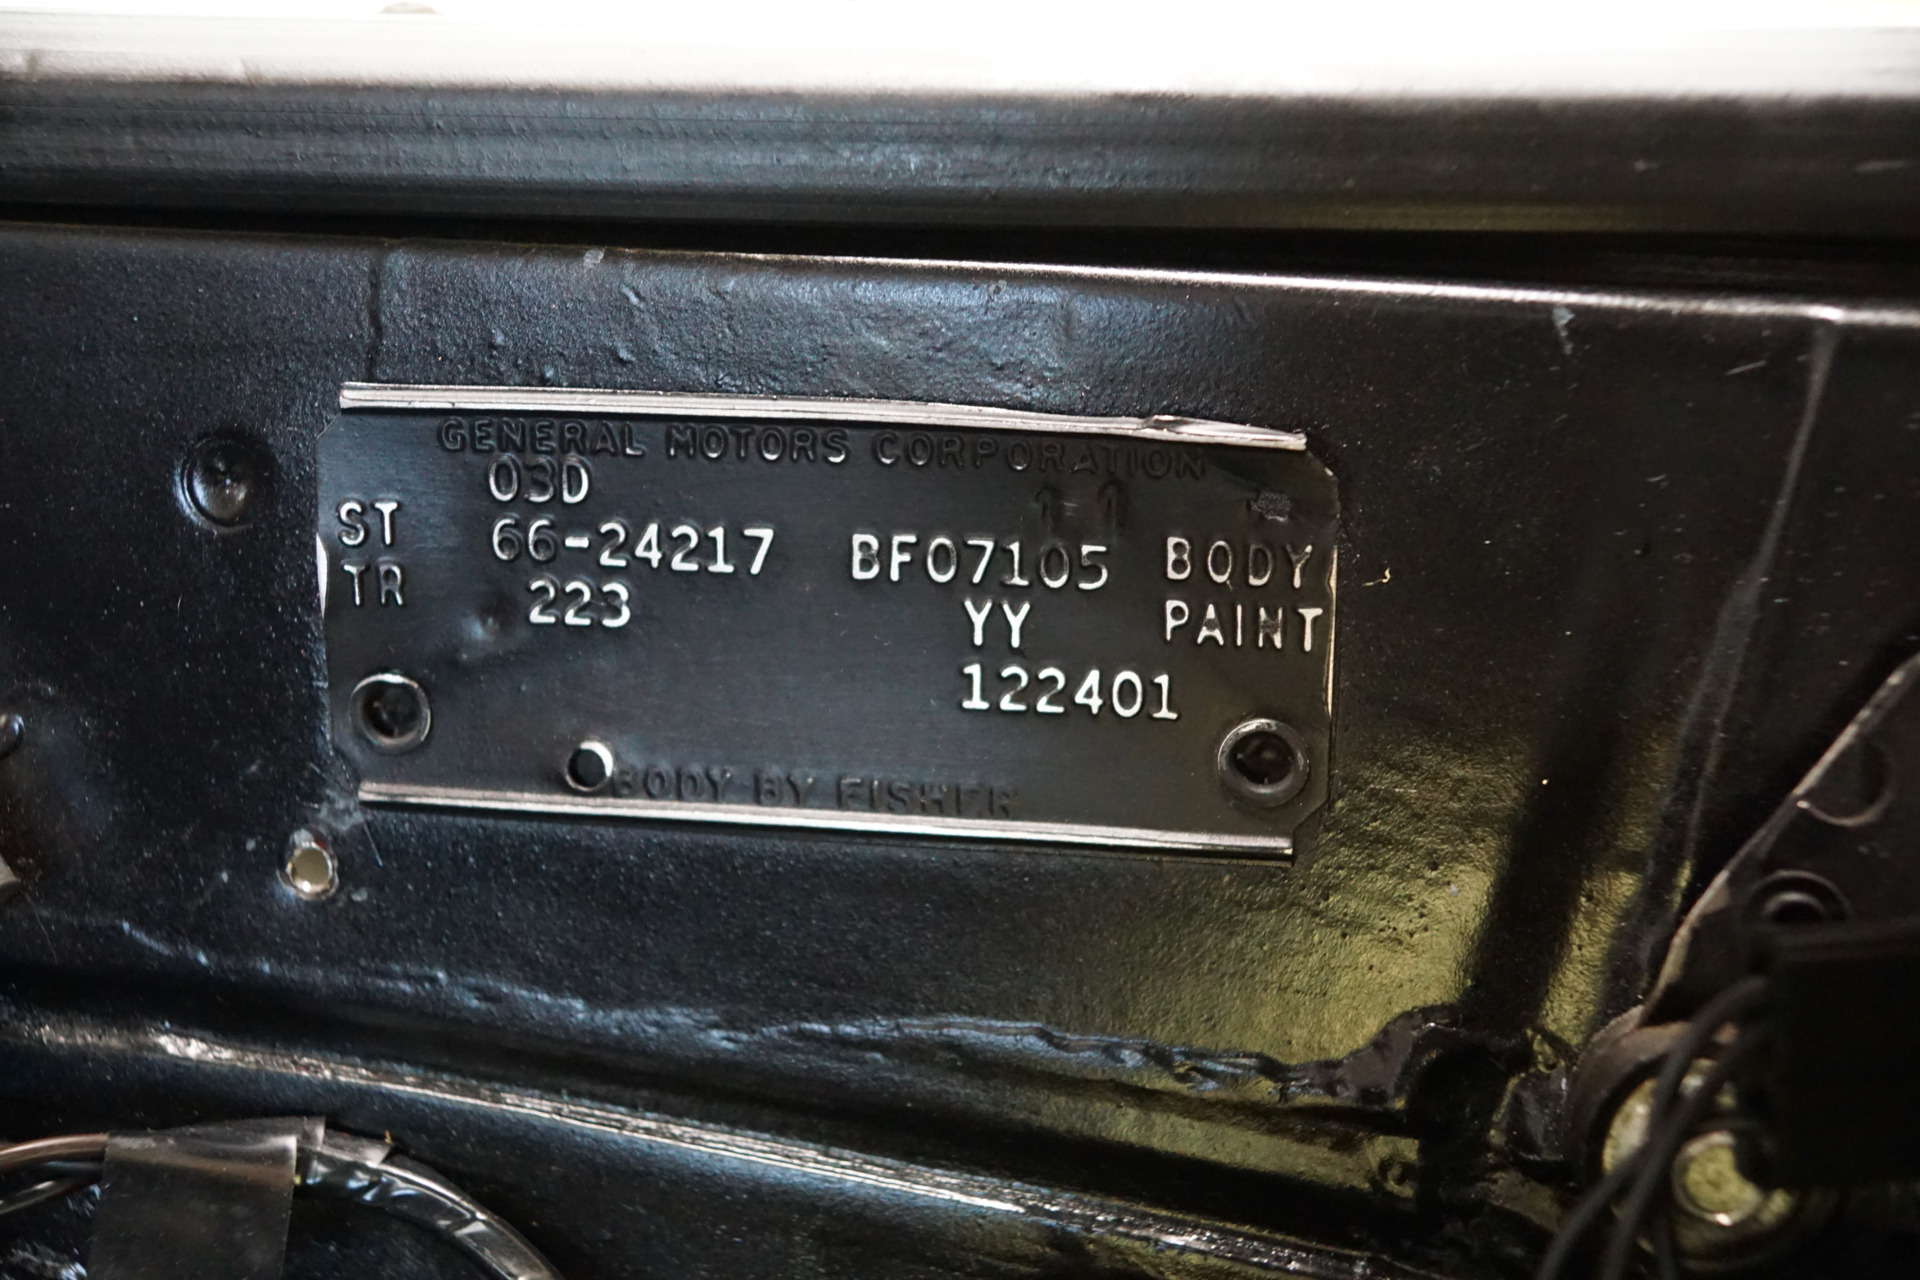 GENERAL MOTORS CORPORATION
03D
ST 66-24217 BF07105 BODY
TR 223 YY PAINT
122401
BODY BY FISHER